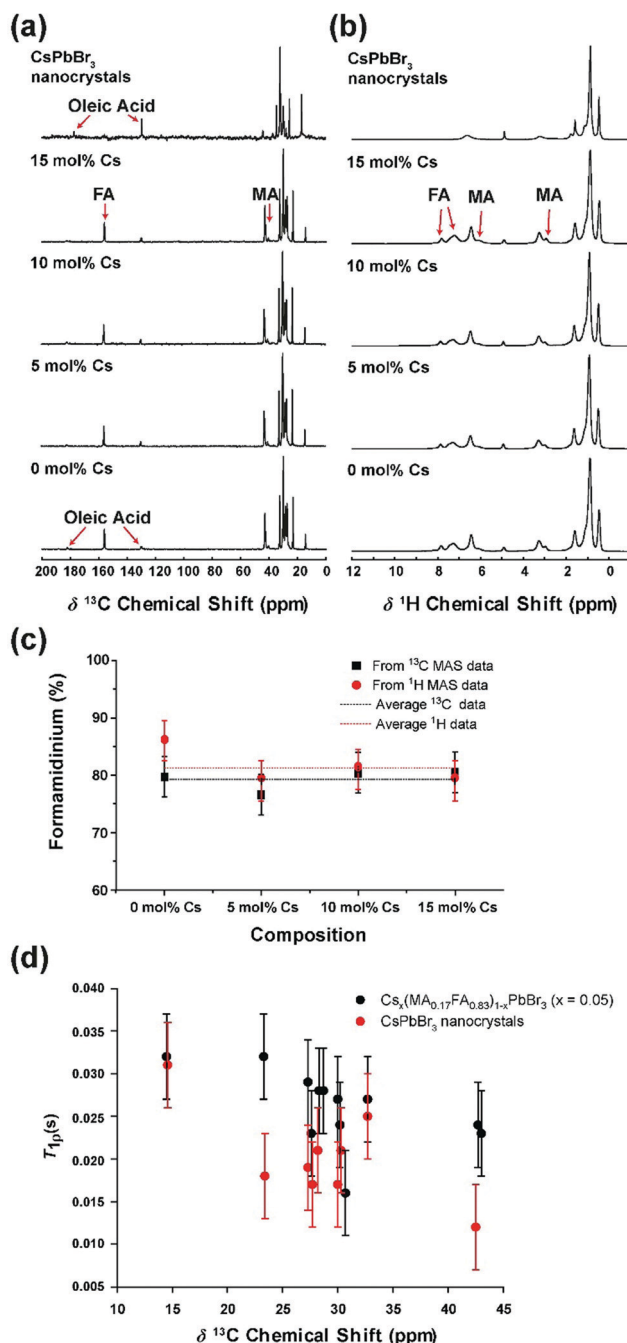 (a)
CsPbBr₃
nanocrystals
Oleic Acid
15 mol% Cs
FA
MA
10 mol% Cs
5 mol% Cs
0 mol% Cs
Oleic Acid
200 180 160 140 120 100 80 60 40 20 0
δ ¹³C Chemical Shift (ppm)
(b)
CsPbBr₃
nanocrystals
15 mol% Cs
FA
MA
MA
10 mol% Cs
5 mol% Cs
0 mol% Cs
12 10 8 6 4 2 0
δ ¹H Chemical Shift (ppm)
(c)
Formamidinium (%)
100
90
80
70
60
From ¹³C MAS data
From ¹H MAS data
Average ¹³C data
Average ¹H data
0 mol% Cs 5 mol% Cs 10 mol% Cs 15 mol% Cs
Composition
(d)
T₁ρ(s)
0.040
0.035
0.030
0.025
0.020
0.015
0.010
0.005
Csₓ(MA₀.₁₇FA₀.₈₃)₁₋ₓPbBr₃ (x = 0.05)
CsPbBr₃ nanocrystals
10 15 20 25 30 35 40 45
δ ¹³C Chemical Shift (ppm)